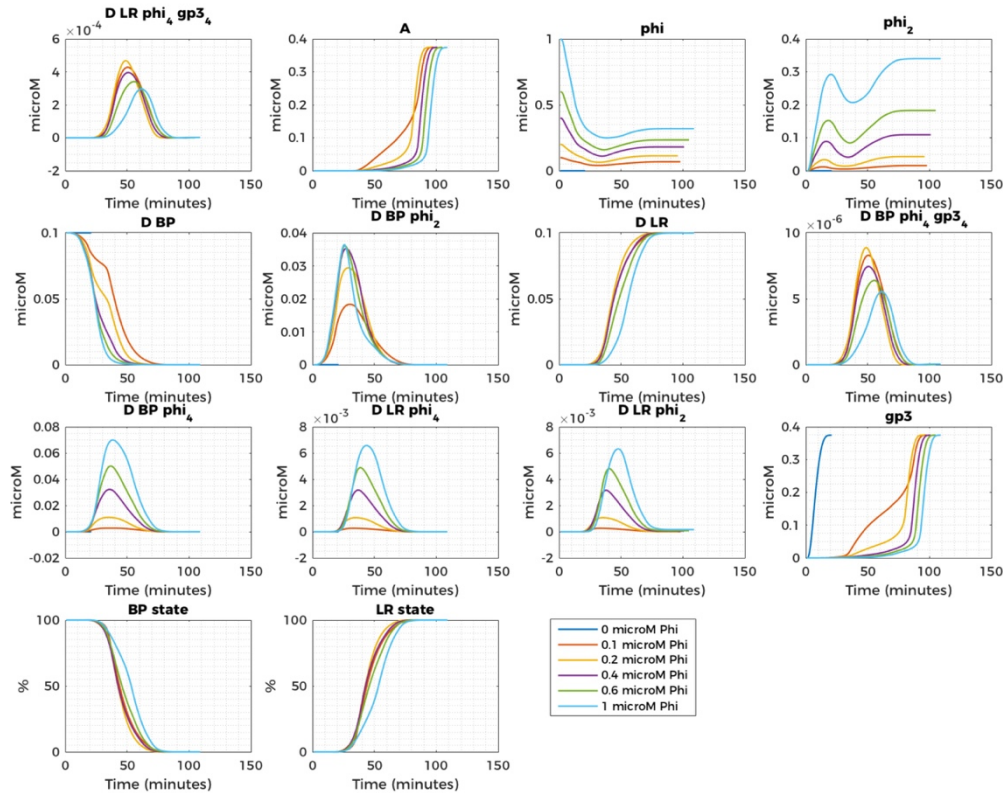 D LR phi4 gp34
×10-4
6
4
2
0
-2
microM
0 50 100 150
Time (minutes)
A
0.4
0.3
0.2
0.1
0
microM
0 50 100 150
Time (minutes)
phi
1
0.5
0
microM
0 50 100 150
Time (minutes)
phi2
0.4
0.3
0.2
0.1
0
microM
0 50 100 150
Time (minutes)
D BP
0.1
0.05
0
microM
0 50 100 150
Time (minutes)
D BP phi2
0.04
0.03
0.02
0.01
0
microM
0 50 100 150
Time (minutes)
D LR
0.1
0.05
0
microM
0 50 100 150
Time (minutes)
D BP phi4 gp34
×10-6
10
5
0
microM
0 50 100 150
Time (minutes)
D BP phi4
0.08
0.06
0.04
0.02
0
-0.02
microM
0 50 100 150
Time (minutes)
D LR phi4
×10-3
8
6
4
2
0
-2
microM
0 50 100 150
Time (minutes)
D LR phi2
×10-3
8
6
4
2
0
-2
microM
0 50 100 150
Time (minutes)
gp3
0.4
0.3
0.2
0.1
0
microM
0 50 100 150
Time (minutes)
BP state
100
50
0
%
0 50 100 150
Time (minutes)
LR state
100
50
0
%
0 50 100 150
Time (minutes)
0 microM Phi
0.1 microM Phi
0.2 microM Phi
0.4 microM Phi
0.6 microM Phi
1 microM Phi